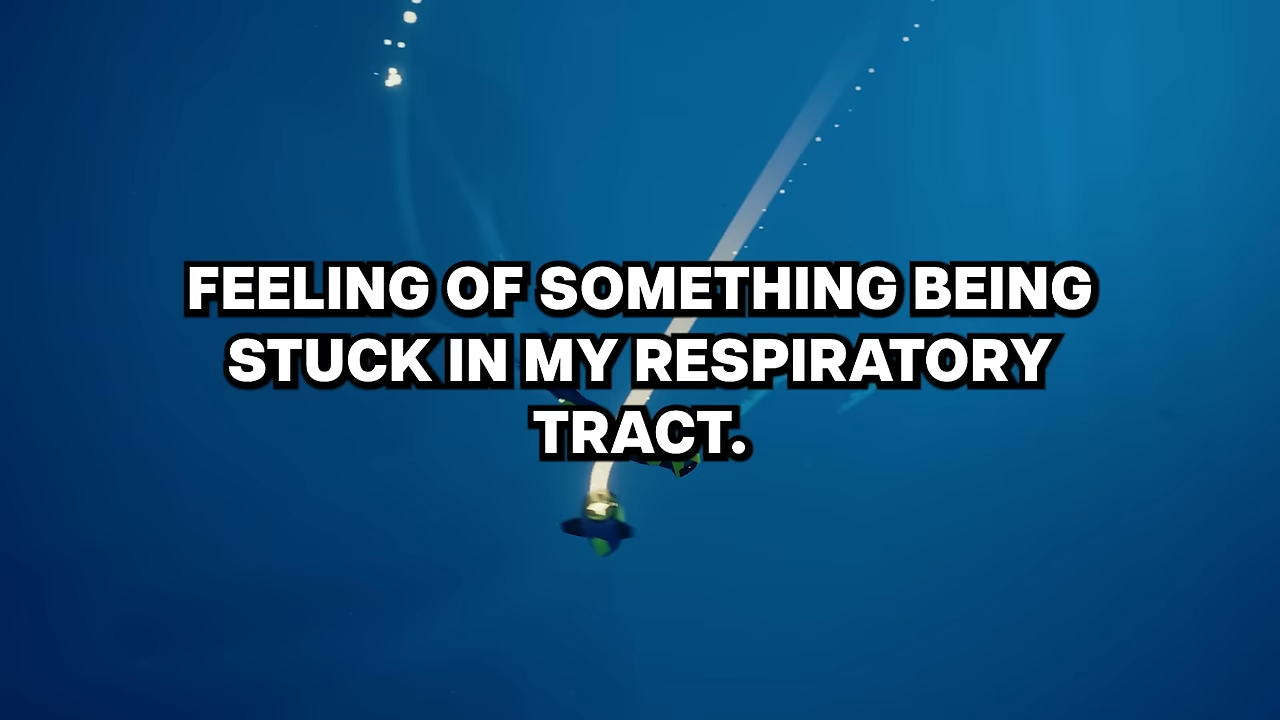 FEELING OF SOMETHING BEING
STUCK IN MY RESPIRATORY
TRACT.